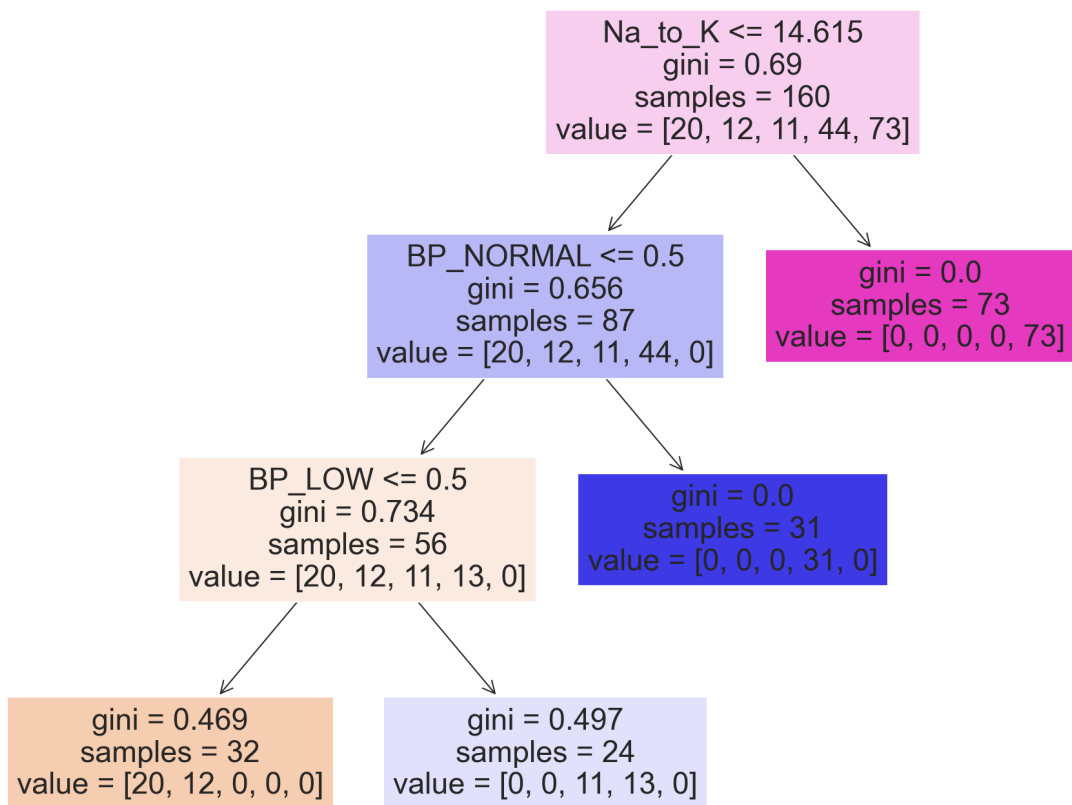 Na_to_K <= 14.615
gini = 0.69
samples = 160
value = [20, 12, 11, 44, 73]
BP_NORMAL <= 0.5
gini = 0.656
samples = 87
value = [20, 12, 11, 44, 0]
gini = 0.0
samples = 73
value = [0, 0, 0, 0, 73]
BP_LOW <= 0.5
gini = 0.734
samples = 56
value = [20, 12, 11, 13, 0]
gini = 0.0
samples = 31
value = [0, 0, 0, 31, 0]
gini = 0.469
samples = 32
value = [20, 12, 0, 0, 0]
gini = 0.497
samples = 24
value = [0, 0, 11, 13, 0]